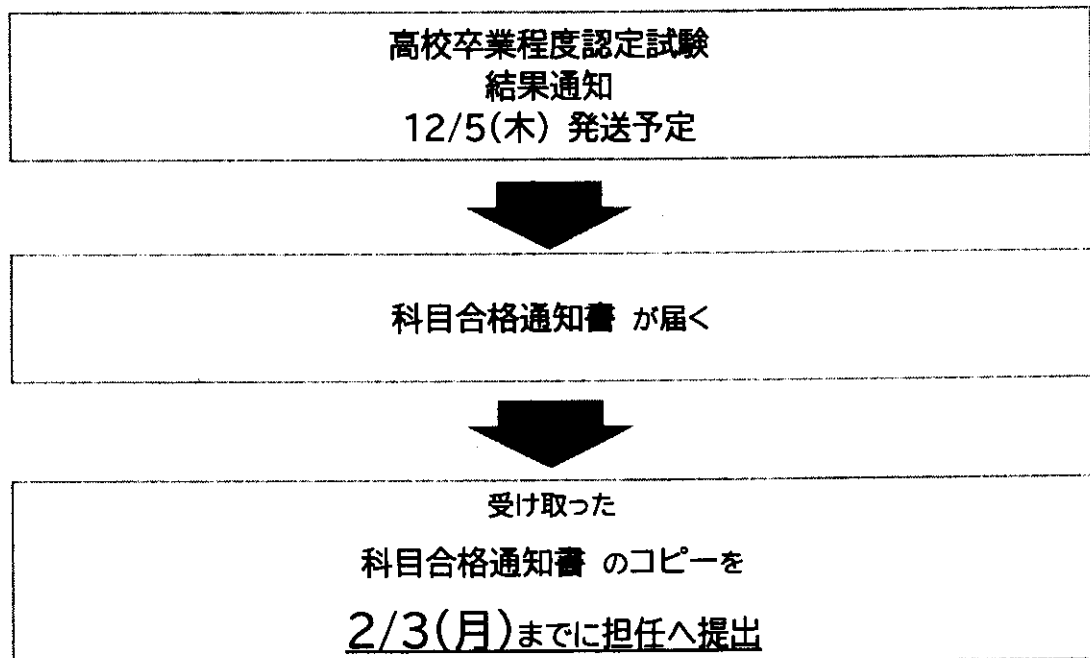 高校卒業程度認定試験
結果通知
12/5(木) 発送予定
科目合格通知書 が届く
受け取った
科目合格通知書 のコピーを
2/3(月)までに担任へ提出